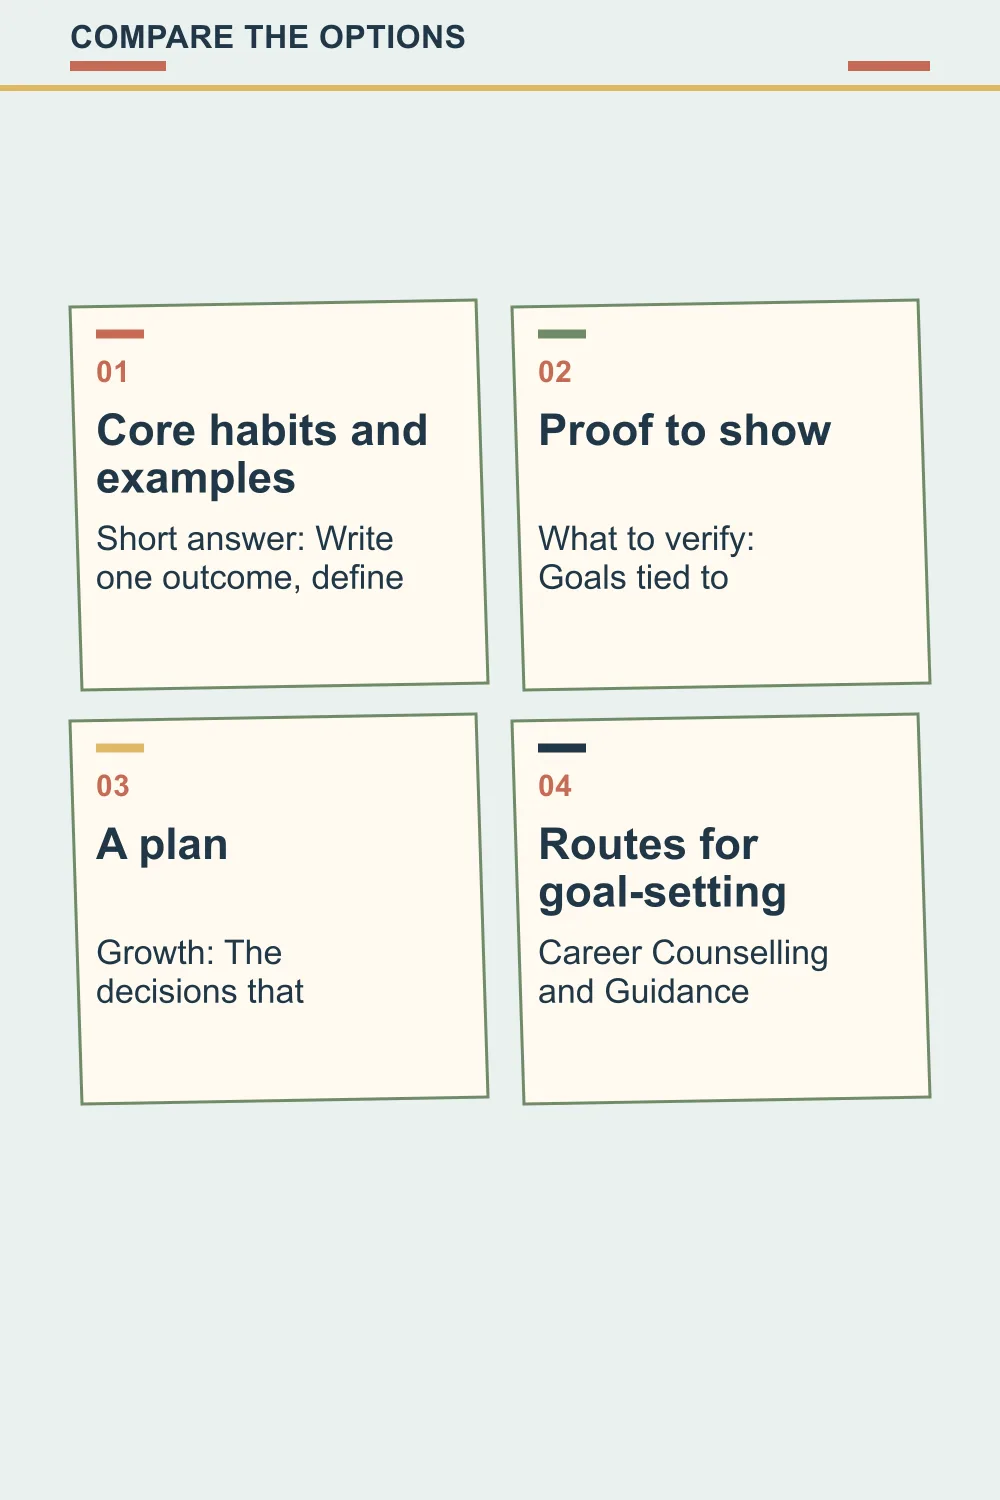 COMPARE THE OPTIONS
01
Core habits and
examples
Short answer: Write
one outcome, define
02
Proof to show
What to verify:
Goals tied to
03
A plan
Growth: The
decisions that
04
Routes for
goal-setting
Career Counselling
and Guidance